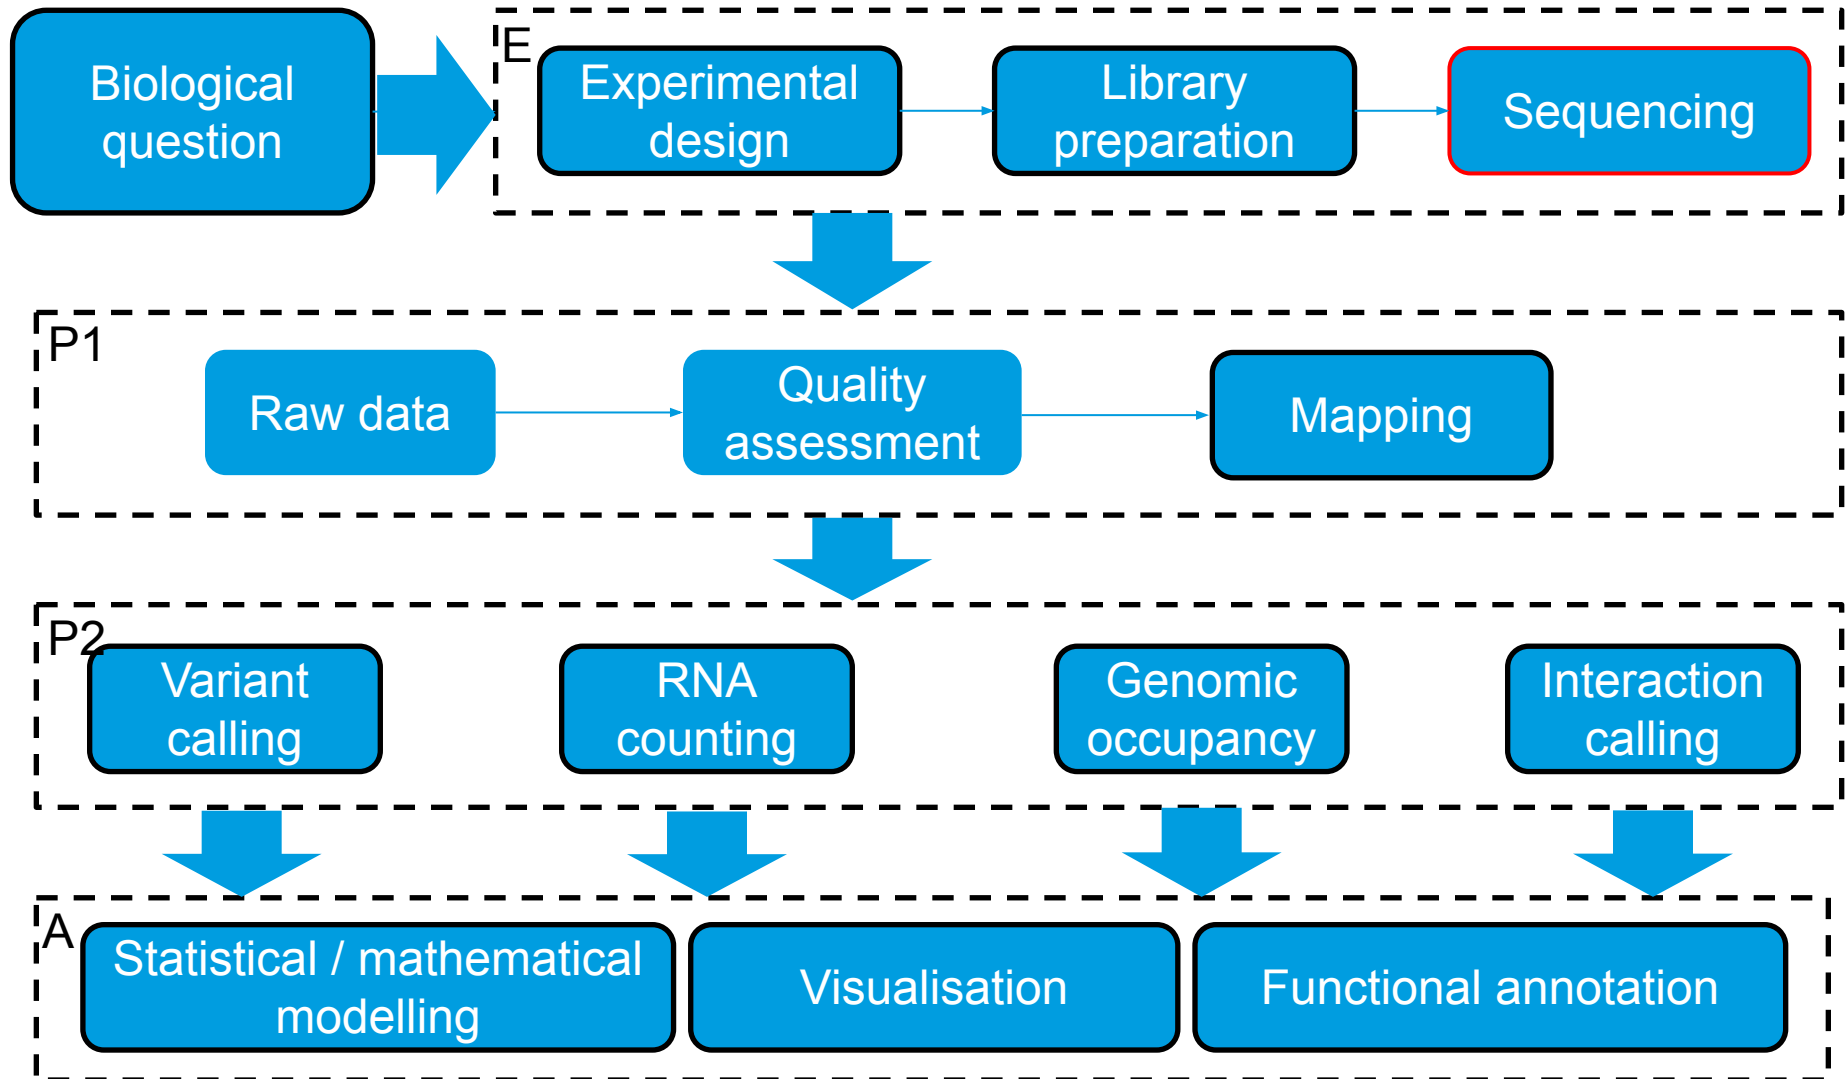 Biological
question
E
Experimental
design
Library
preparation
Sequencing
P1
Raw data
Quality
assessment
Mapping
P2
Variant
calling
RNA
counting
Genomic
occupancy
Interaction
calling
A
Statistical / mathematical
modelling
Visualisation
Functional annotation